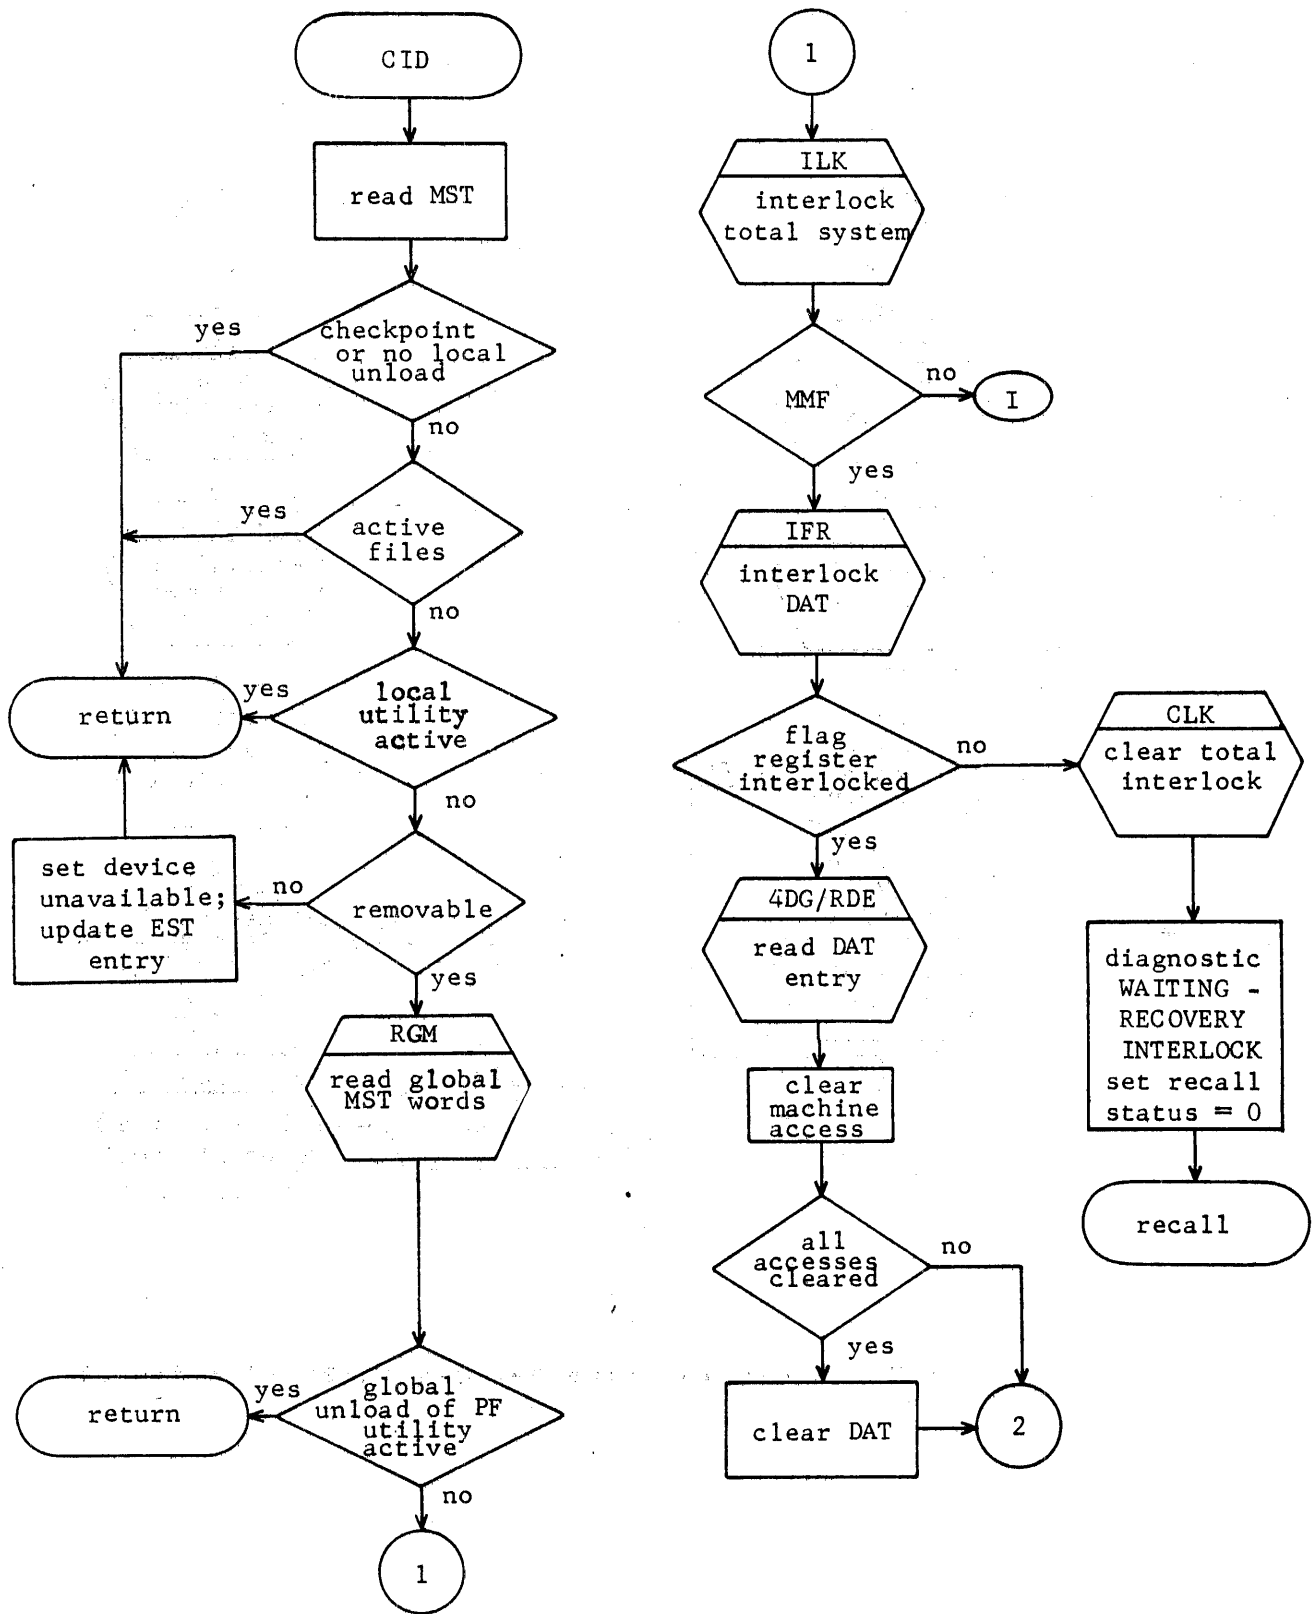 CID
read MST
yes
checkpoint
or no local
unload
no
yes
active
files
no
return
yes
local
utility
active
no
set device
unavailable;
update EST
entry
no
removable
yes
RGM
read global
MST words
return
yes
global
unload of PF
utility
active
no
1
1
ILK
interlock
total system
MMF
no
I
yes
IFR
interlock
DAT
flag
register
interlocked
no
CLK
clear total
interlock
yes
4DG/RDE
read DAT
entry
diagnostic
WAITING -
RECOVERY
INTERLOCK
set recall
status = 0
clear
machine
access
recall
all
accesses
cleared
no
yes
clear DAT
2